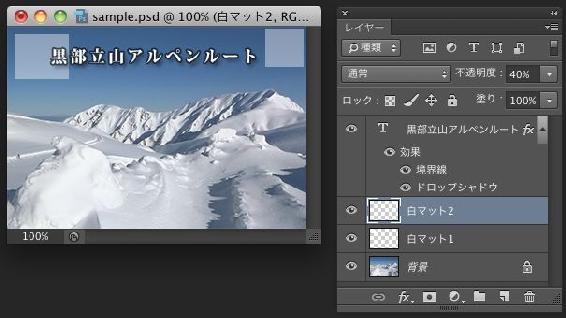 sample.psd @ 100% (白マット2, RG...
黒部立山アルペンルート
100%
レイヤー
種類
通常
不透明度： 40%
ロック：
塗り： 100%
T 黒部立山アルペンルート fx
効果
境界線
ドロップシャドウ
白マット2
白マット1
背景
fx